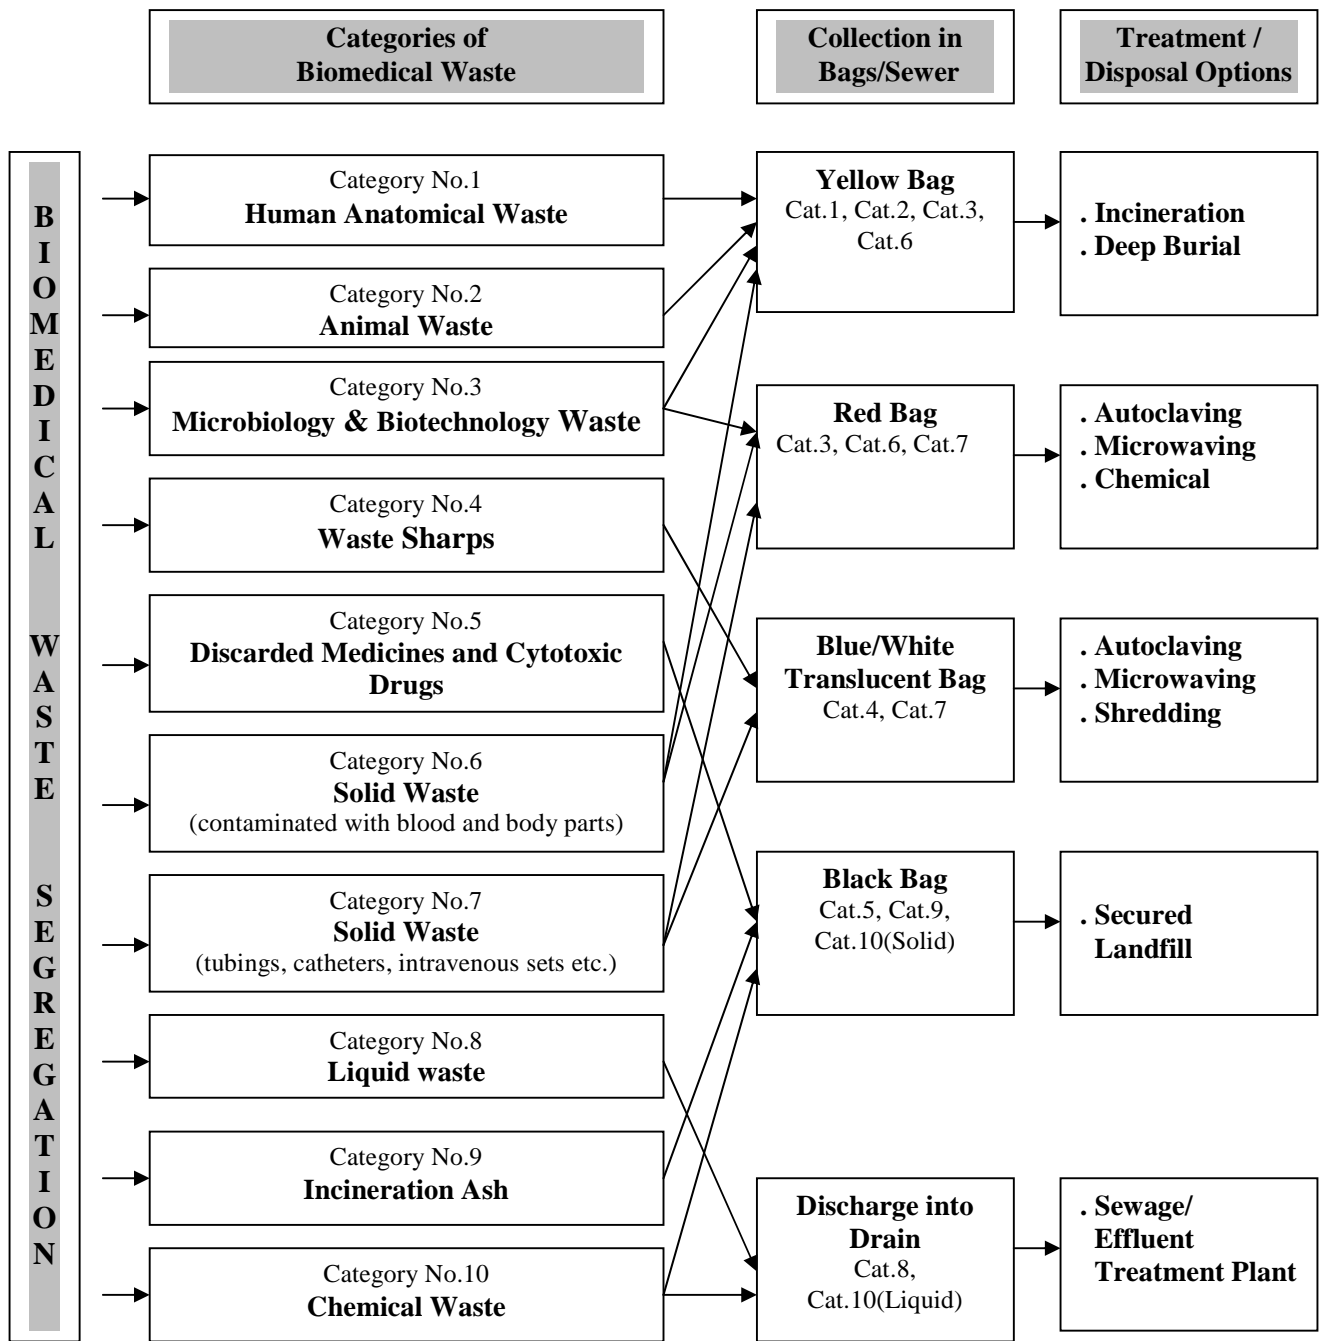 Categories of
Biomedical Waste
Collection in
Bags/Sewer
Treatment /
Disposal Options
BIOMEDICAL WASTE SEGREGATION
Category No.1
Human Anatomical Waste
Category No.2
Animal Waste
Category No.3
Microbiology & Biotechnology Waste
Category No.4
Waste Sharps
Category No.5
Discarded Medicines and Cytotoxic
Drugs
Category No.6
Solid Waste
(contaminated with blood and body parts)
Category No.7
Solid Waste
(tubings, catheters, intravenous sets etc.)
Category No.8
Liquid waste
Category No.9
Incineration Ash
Category No.10
Chemical Waste
Yellow Bag
Cat.1, Cat.2, Cat.3,
Cat.6
Red Bag
Cat.3, Cat.6, Cat.7
Blue/White
Translucent Bag
Cat.4, Cat.7
Black Bag
Cat.5, Cat.9,
Cat.10(Solid)
Discharge into
Drain
Cat.8,
Cat.10(Liquid)
. Incineration
. Deep Burial
. Autoclaving
. Microwaving
. Chemical
. Autoclaving
. Microwaving
. Shredding
. Secured
Landfill
. Sewage/
Effluent
Treatment Plant